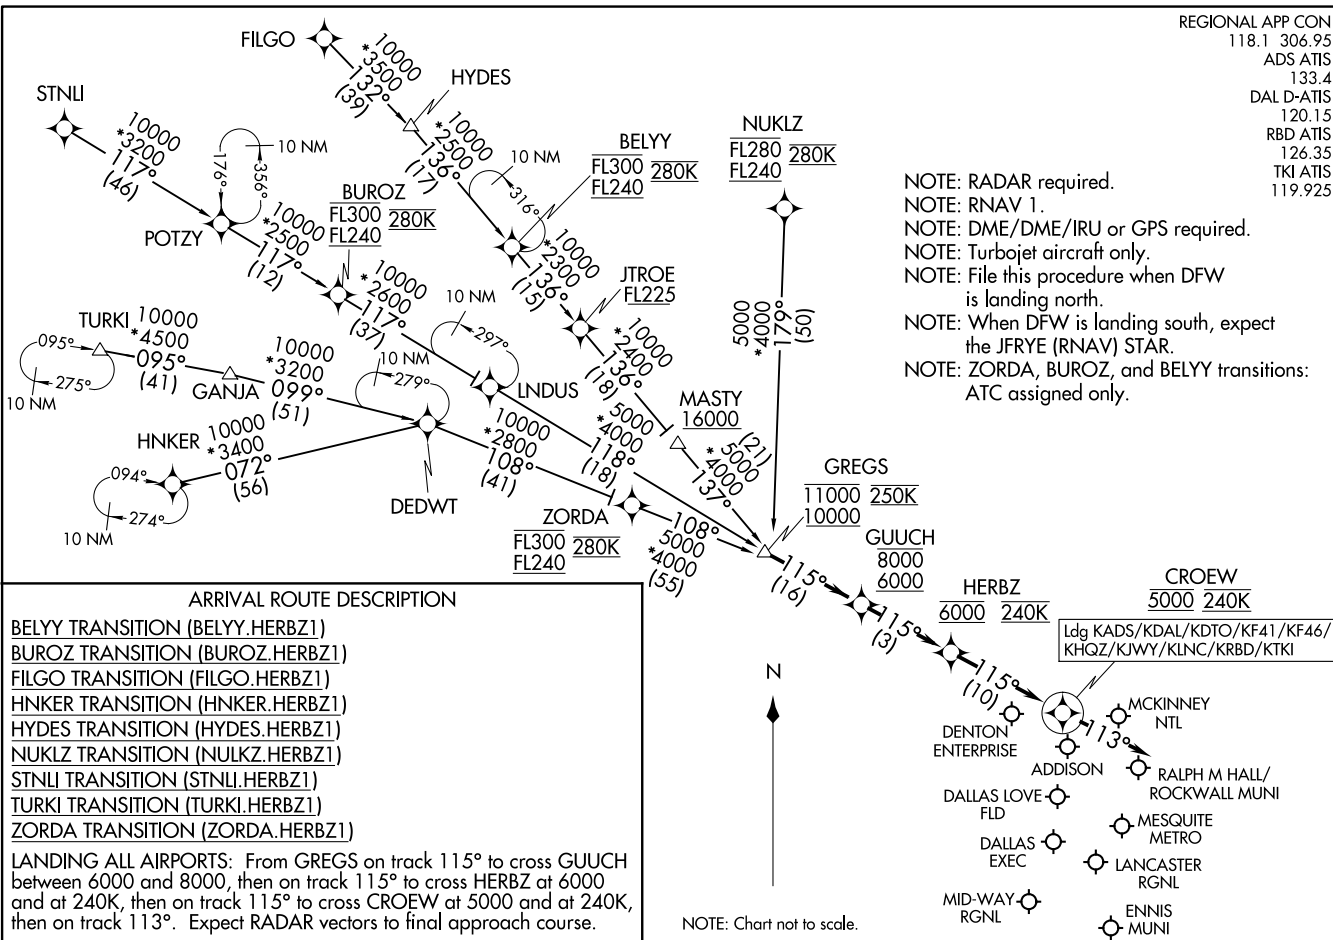 REGIONAL APP CON
118.1 306.95
ADS ATIS
133.4
DAL D-ATIS
120.15
RBD ATIS
126.35
TKI ATIS
119.925
FILGO
10000
*3500
132°
(39)
HYDES
STNLI
10000
*3200
117°
(46)
176°
356°
10 NM
POTZY
10000
*2500
136°
(17)
10 NM
316°
BELYY
FL300 280K
FL240
NUKLZ
FL280 280K
FL240
BUROZ
FL300 280K
FL240
10000
*2500
117°
(12)
10000
*2300
136°
(15)
JTROE
FL225
5000
*4000
179°
(50)
NOTE: RADAR required.
NOTE: RNAV 1.
NOTE: DME/DME/IRU or GPS required.
NOTE: Turbojet aircraft only.
NOTE: File this procedure when DFW
is landing north.
NOTE: When DFW is landing south, expect
the JFRYE (RNAV) STAR.
NOTE: ZORDA, BUROZ, and BELYY transitions:
ATC assigned only.
10000
*2600
117°
(37)
10 NM
297°
LNDUS
10000
*2400
136°
(18)
MASTY
16000
TURKI
095°
275°
10 NM
10000
*4500
095°
(41)
GANJA
10000
*3200
099°
(51)
10 NM
279°
DEDWT
HNKER
094°
274°
10 NM
10000
*3400
072°
(56)
10000
*2800
108°
(41)
5000
*4000
118°
(18)
(21)
5000
*4000
137°
GREGS
11000 250K
10000
ZORDA
FL300 280K
FL240
108°
5000
*4000
(55)
115°
(16)
GUUCH
8000
6000
115°
(3)
HERBZ
6000 240K
115°
(10)
CROEW
5000 240K
Ldg KADS/KDAL/KDTO/KF41/KF46/
KHQZ/KJWY/KLNC/KRBD/KTKI
113°
N
DENTON
ENTERPRISE
MCKINNEY
NTL
ADDISON
RALPH M HALL/
ROCKWALL MUNI
DALLAS LOVE
FLD
MESQUITE
METRO
DALLAS
EXEC
LANCASTER
RGNL
MID-WAY
RGNL
ENNIS
MUNI
NOTE: Chart not to scale.
ARRIVAL ROUTE DESCRIPTION
BELYY TRANSITION (BELYY.HERBZ1)
BUROZ TRANSITION (BUROZ.HERBZ1)
FILGO TRANSITION (FILGO.HERBZ1)
HNKER TRANSITION (HNKER.HERBZ1)
HYDES TRANSITION (HYDES.HERBZ1)
NUKLZ TRANSITION (NULKZ.HERBZ1)
STNLI TRANSITION (STNLI.HERBZ1)
TURKI TRANSITION (TURKI.HERBZ1)
ZORDA TRANSITION (ZORDA.HERBZ1)
LANDING ALL AIRPORTS: From GREGS on track 115° to cross GUUCH
between 6000 and 8000, then on track 115° to cross HERBZ at 6000
and at 240K, then on track 115° to cross CROEW at 5000 and at 240K,
then on track 113°. Expect RADAR vectors to final approach course.